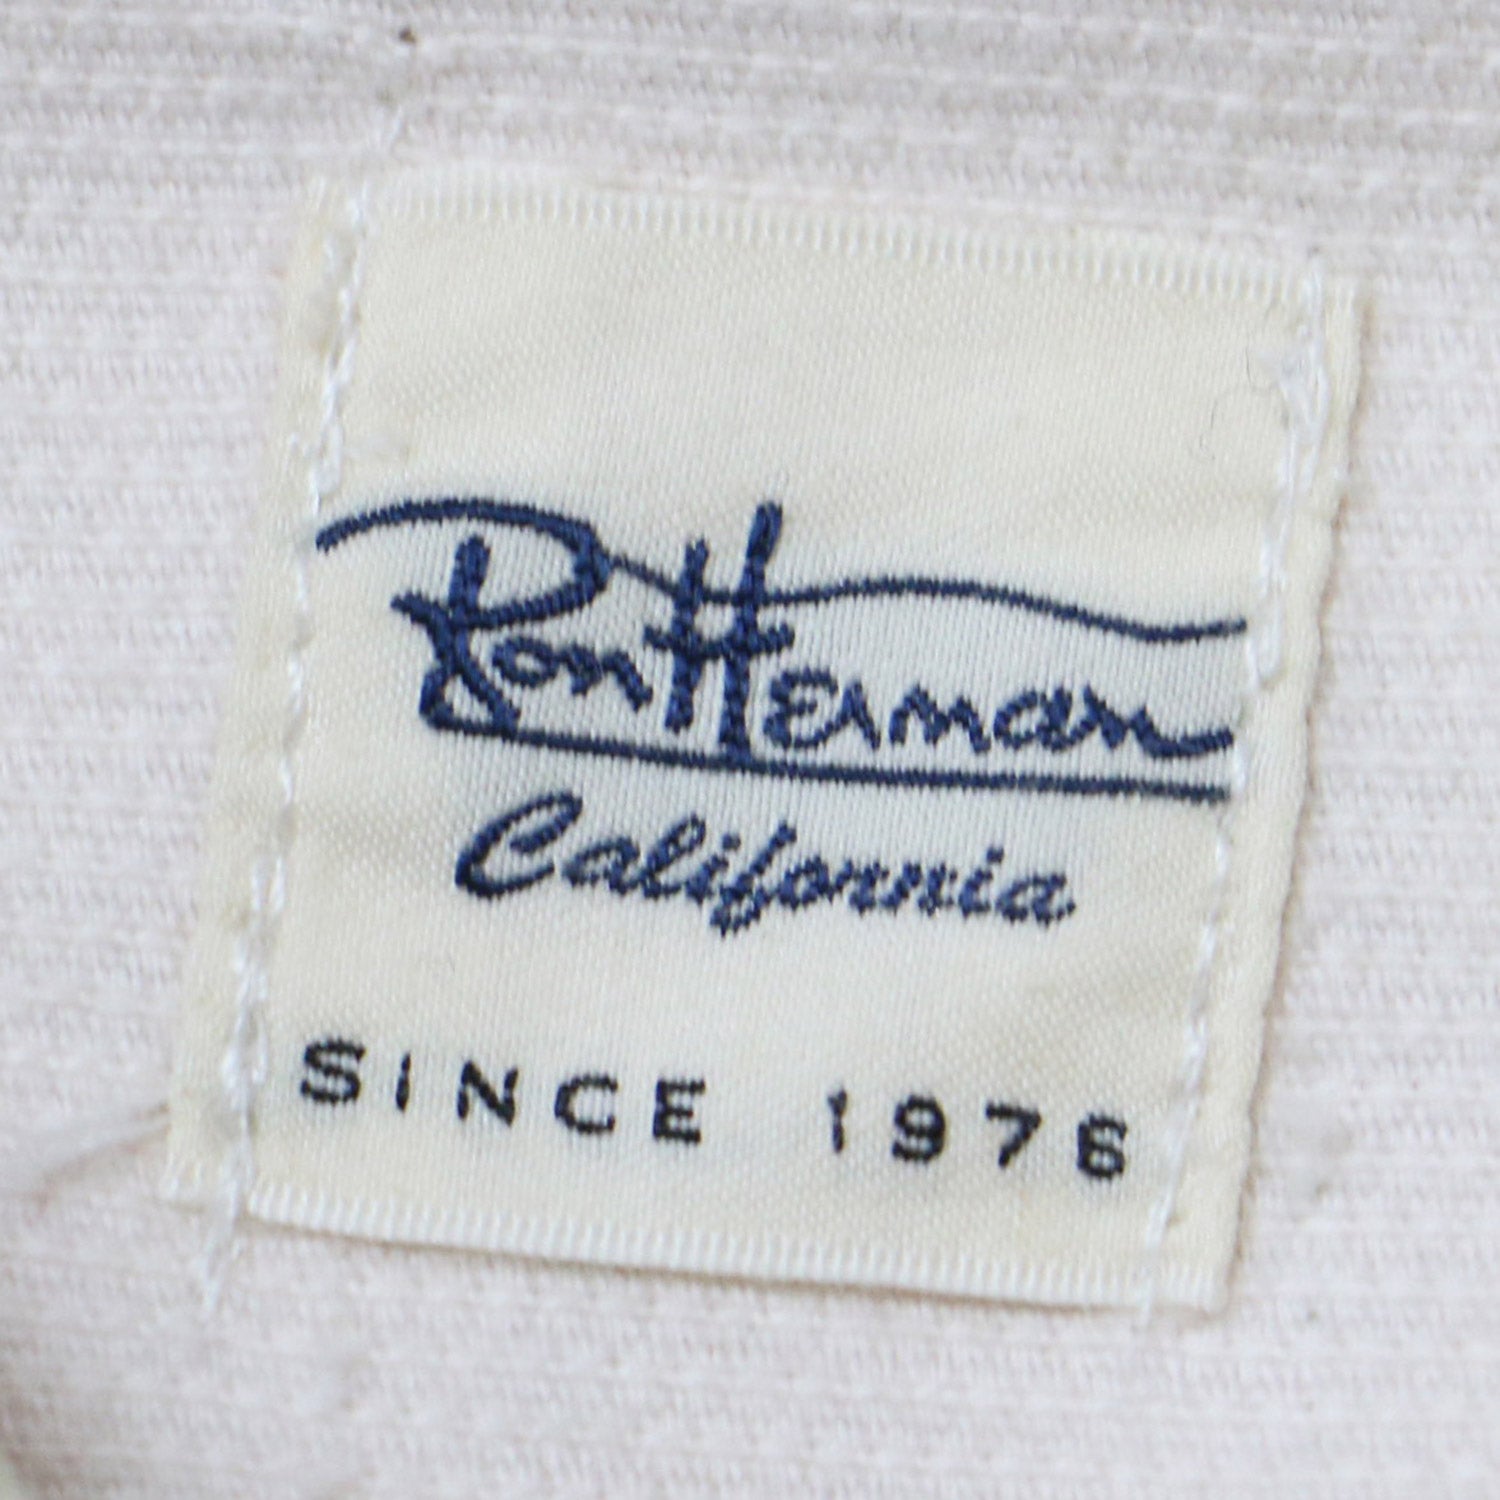 Ron Herman
California
SINCE 1976